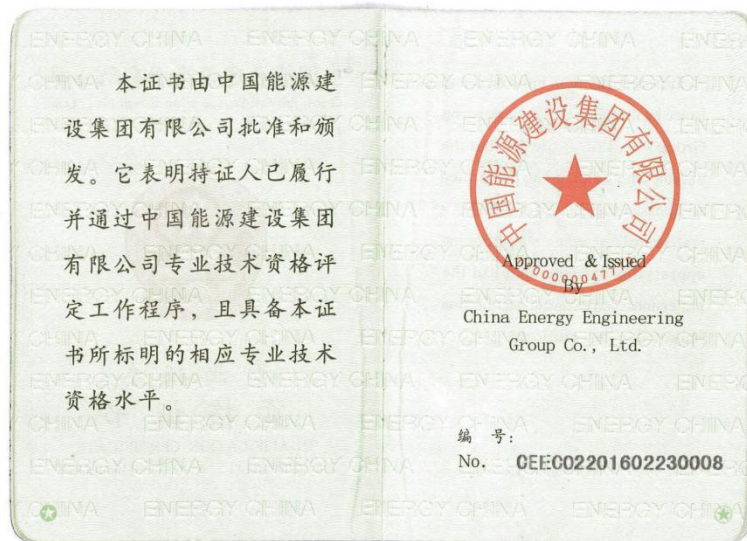 本证书由中国能源建
设集团有限公司批准和颁
发。它表明持证人已履行
并通过中国能源建设集团
有限公司专业技术资格评
定工作程序，且具备本证
书所标明的相应专业技术
资格水平。
中国能源建设集团有限公司
Approved & Issued
By
China Energy Engineering
Group Co., Ltd.
编 号：
No. CEEC02201602230008
ENERGY CHINA